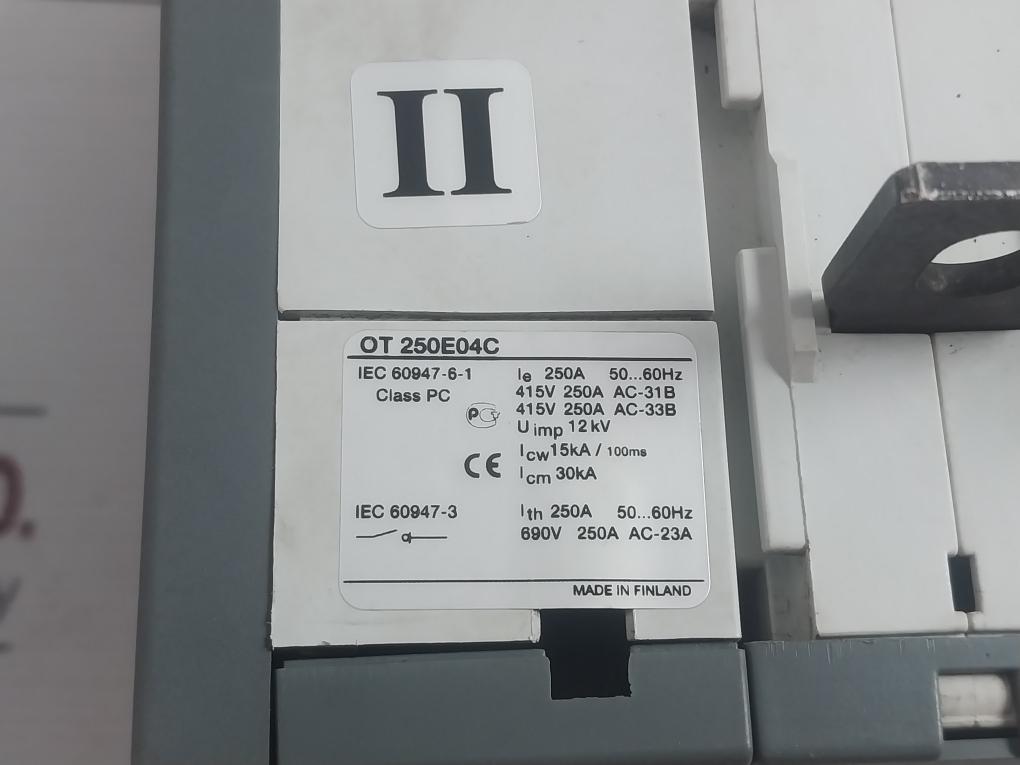 II
OT 250E04C
IEC 60947-6-1
Class PC
Ie 250A 50...60Hz
415V 250A AC-31B
415V 250A AC-33B
U imp 12kV
Icw 15kA / 100ms
Icm 30kA
CE
IEC 60947-3
Ith 250A 50...60Hz
690V 250A AC-23A
MADE IN FINLAND